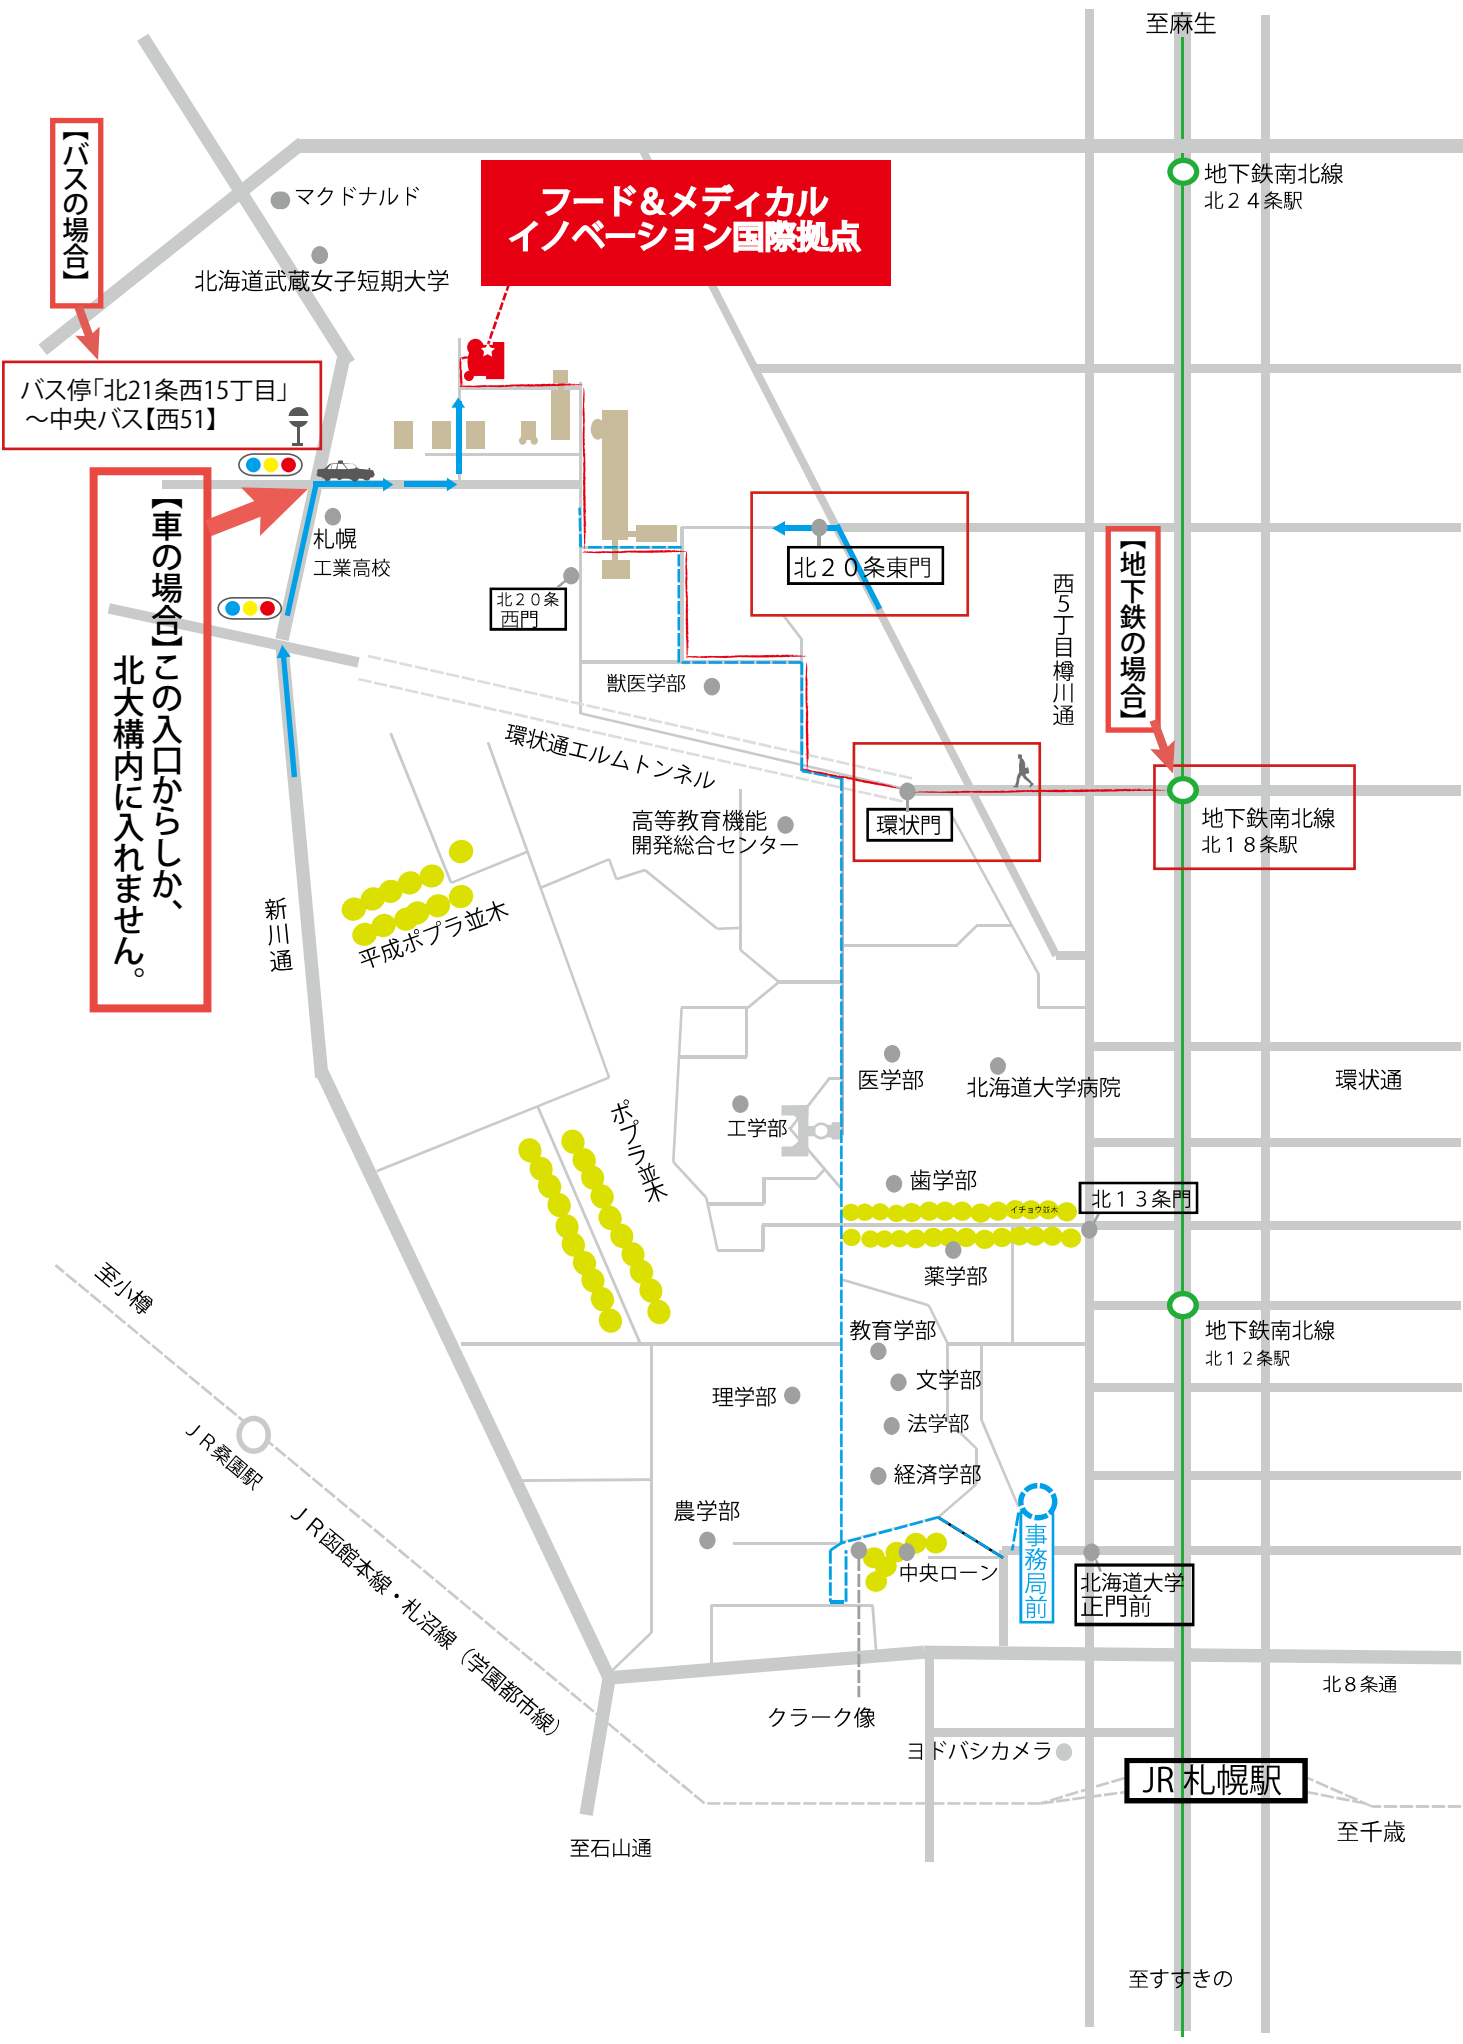 至麻生
地下鉄南北線
北２４条駅
【バスの場合】
マクドナルド
フード＆メディカル
イノベーション国際拠点
北海道武蔵女子短期大学
バス停「北21条西15丁目」
～中央バス【西51】
【車の場合】この入口からしか、
北大構内に入れません。
札幌
工業高校
北２０条
西門
北２０条東門
【地下鉄の場合】
西5丁目樽川通
獣医学部
環状通エルムトンネル
高等教育機能
開発総合センター
環状門
地下鉄南北線
北１８条駅
新川通
平成ポプラ並木
医学部
北海道大学病院
環状通
ポプラ並木
工学部
歯学部
北１３条門
イチョウ並木
薬学部
至小樽
教育学部
地下鉄南北線
北１２条駅
文学部
理学部
法学部
ＪＲ桑園駅
経済学部
農学部
事務局前
ＪＲ函館本線・札沼線（学園都市線）
中央ローン
北海道大学
正門前
北８条通
クラーク像
ヨドバシカメラ
JR 札幌駅
至千歳
至石山通
至すすきの